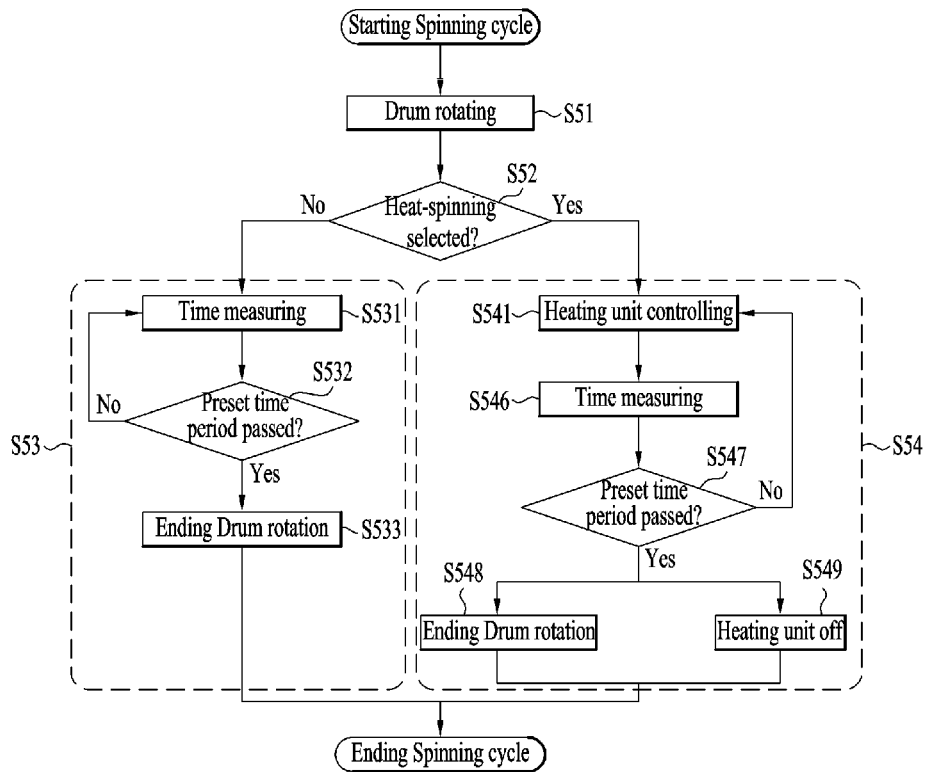 Starting Spinning cycle
Drum rotating
S51
S52
Heat-spinning
selected?
No
Yes
Time measuring
S531
S541
Heating unit controlling
S532
Preset time
period passed?
No
Yes
S546
Time measuring
S53
S54
S547
Preset time
period passed?
No
Yes
Ending Drum rotation
S533
S548
Ending Drum rotation
S549
Heating unit off
Ending Spinning cycle